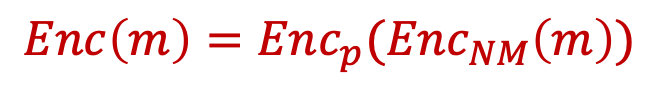 Enc(m) = Enc_p(Enc_NM(m))